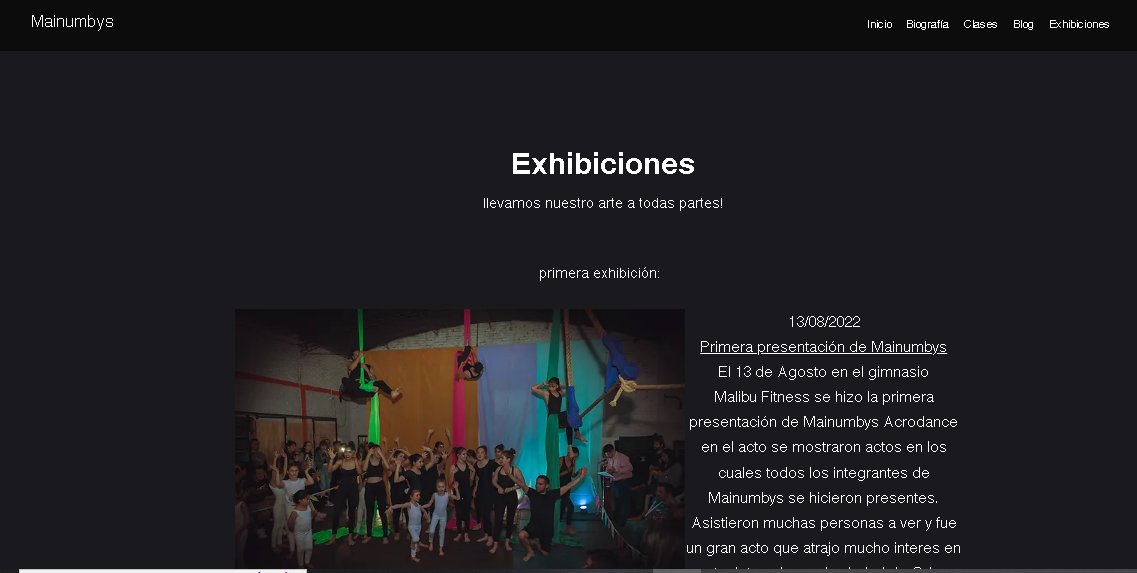 Mainumbys
Inicio Biografía Clases Blog Exhibiciones
Exhibiciones
llevamos nuestro arte a todas partes!
primera exhibición:
13/08/2022
Primera presentación de Mainumbys
El 13 de Agosto en el gimnasio
Malibu Fitness se hizo la primera
presentación de Mainumbys Acrodance
en el acto se mostraron actos en los
cuales todos los integrantes de
Mainumbys se hicieron presentes.
Asistieron muchas personas a ver y fue
un gran acto que atrajo mucho interes en